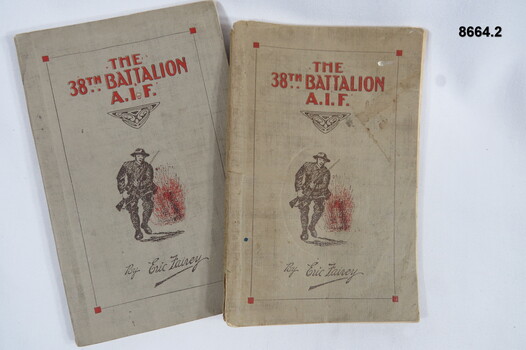 8664.2
THE
38TH BATTALION
A.I.F.
By Eric Fairey
THE
38TH BATTALION
A.I.F.
By Eric Fairey